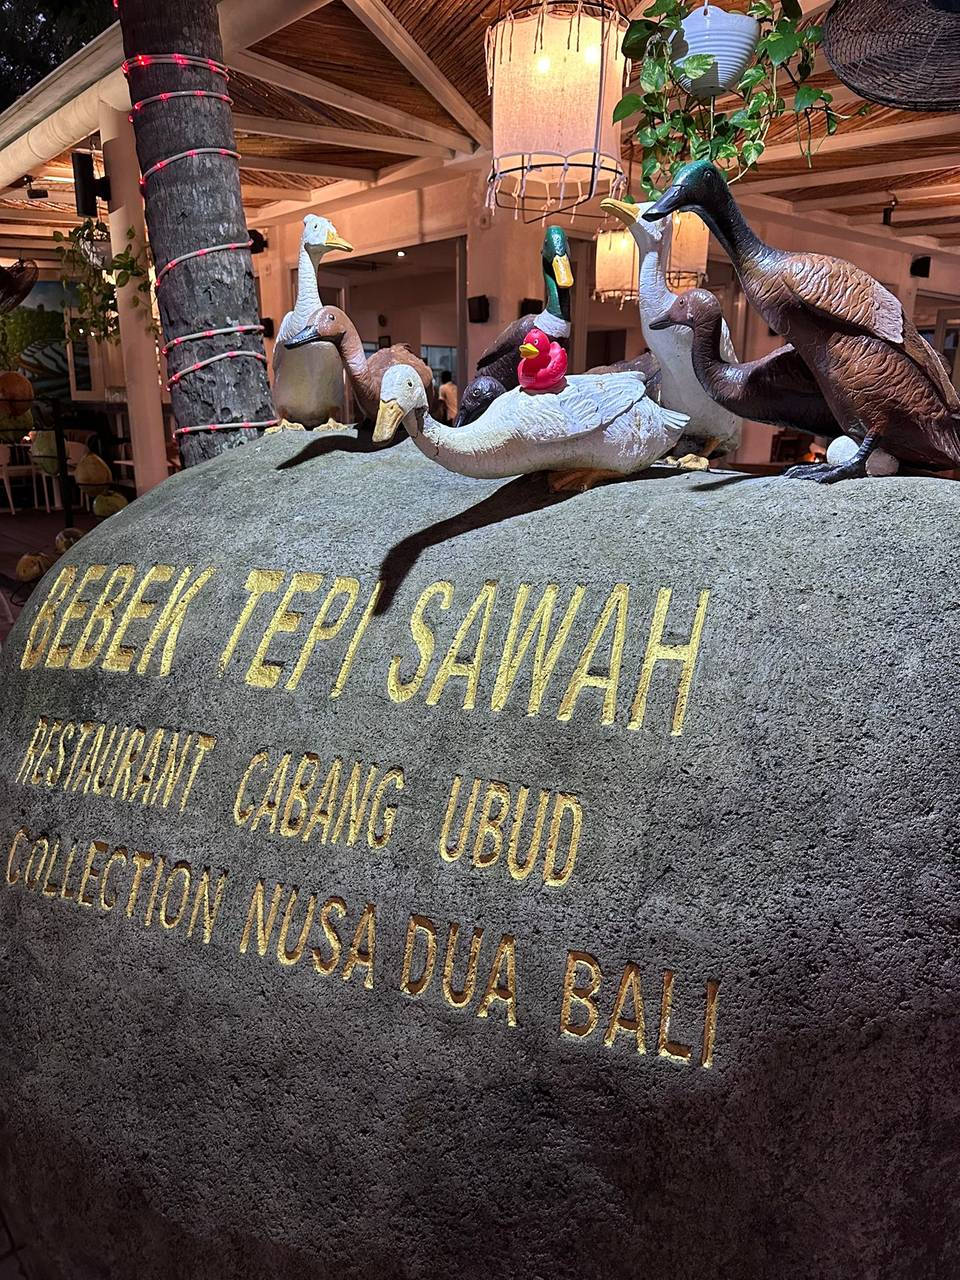 BEBEK TEPI SAWAH
RESTAURANT CABANG UBUD
COLLECTION NUSA DUA BALI